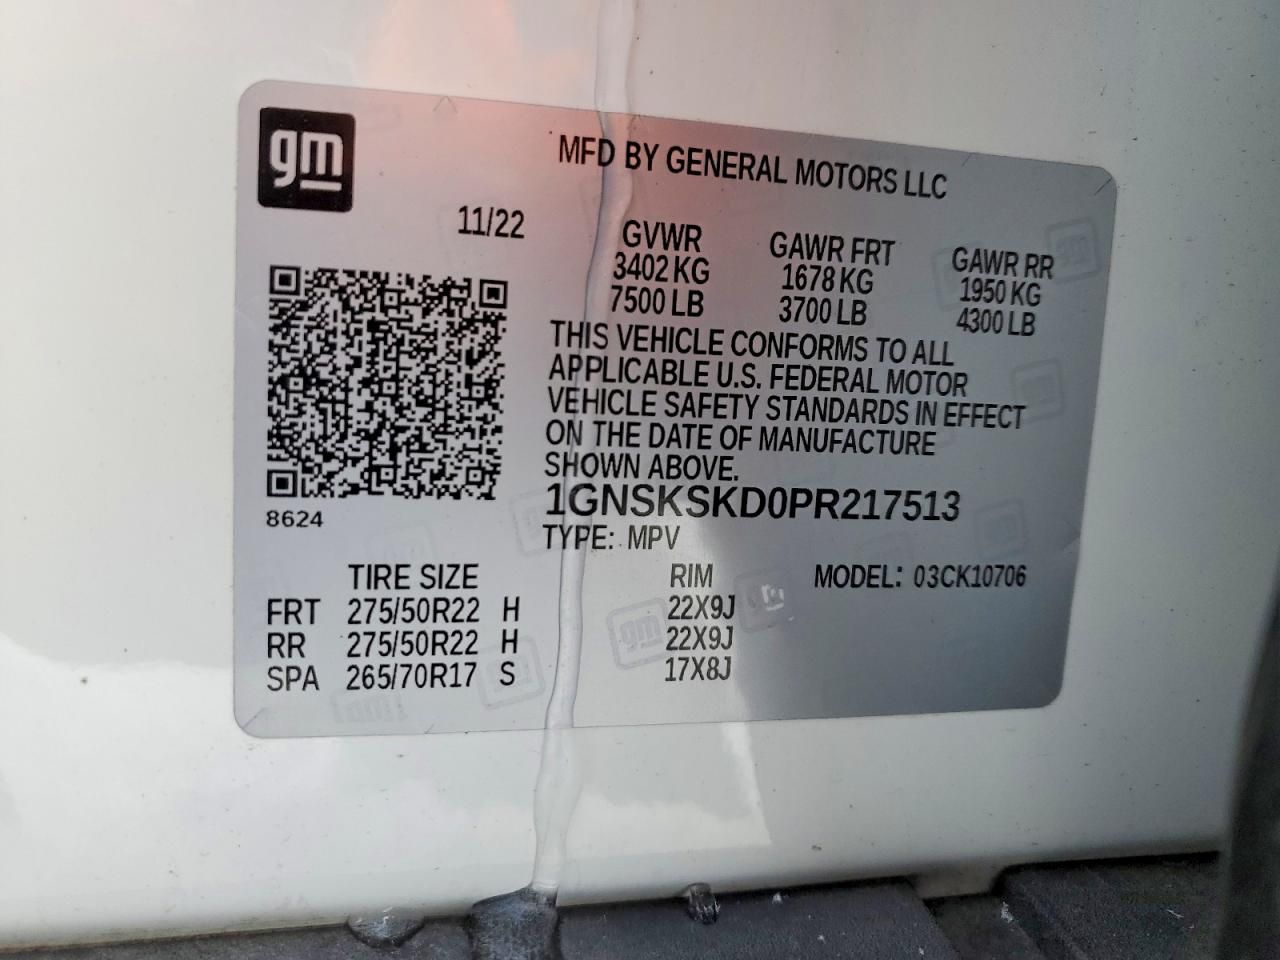 gm
MFD BY GENERAL MOTORS LLC
11/22
GVWR GAWR FRT GAWR RR
3402 KG 1678 KG 1950 KG
7500 LB 3700 LB 4300 LB
THIS VEHICLE CONFORMS TO ALL
APPLICABLE U.S. FEDERAL MOTOR
VEHICLE SAFETY STANDARDS IN EFFECT
ON THE DATE OF MANUFACTURE
SHOWN ABOVE.
1GNSKSKD0PR217513
8624
TYPE: MPV
TIRE SIZE RIM MODEL: 03CK10706
FRT 275/50R22 H 22X9J
RR 275/50R22 H 22X9J
SPA 265/70R17 S 17X8J